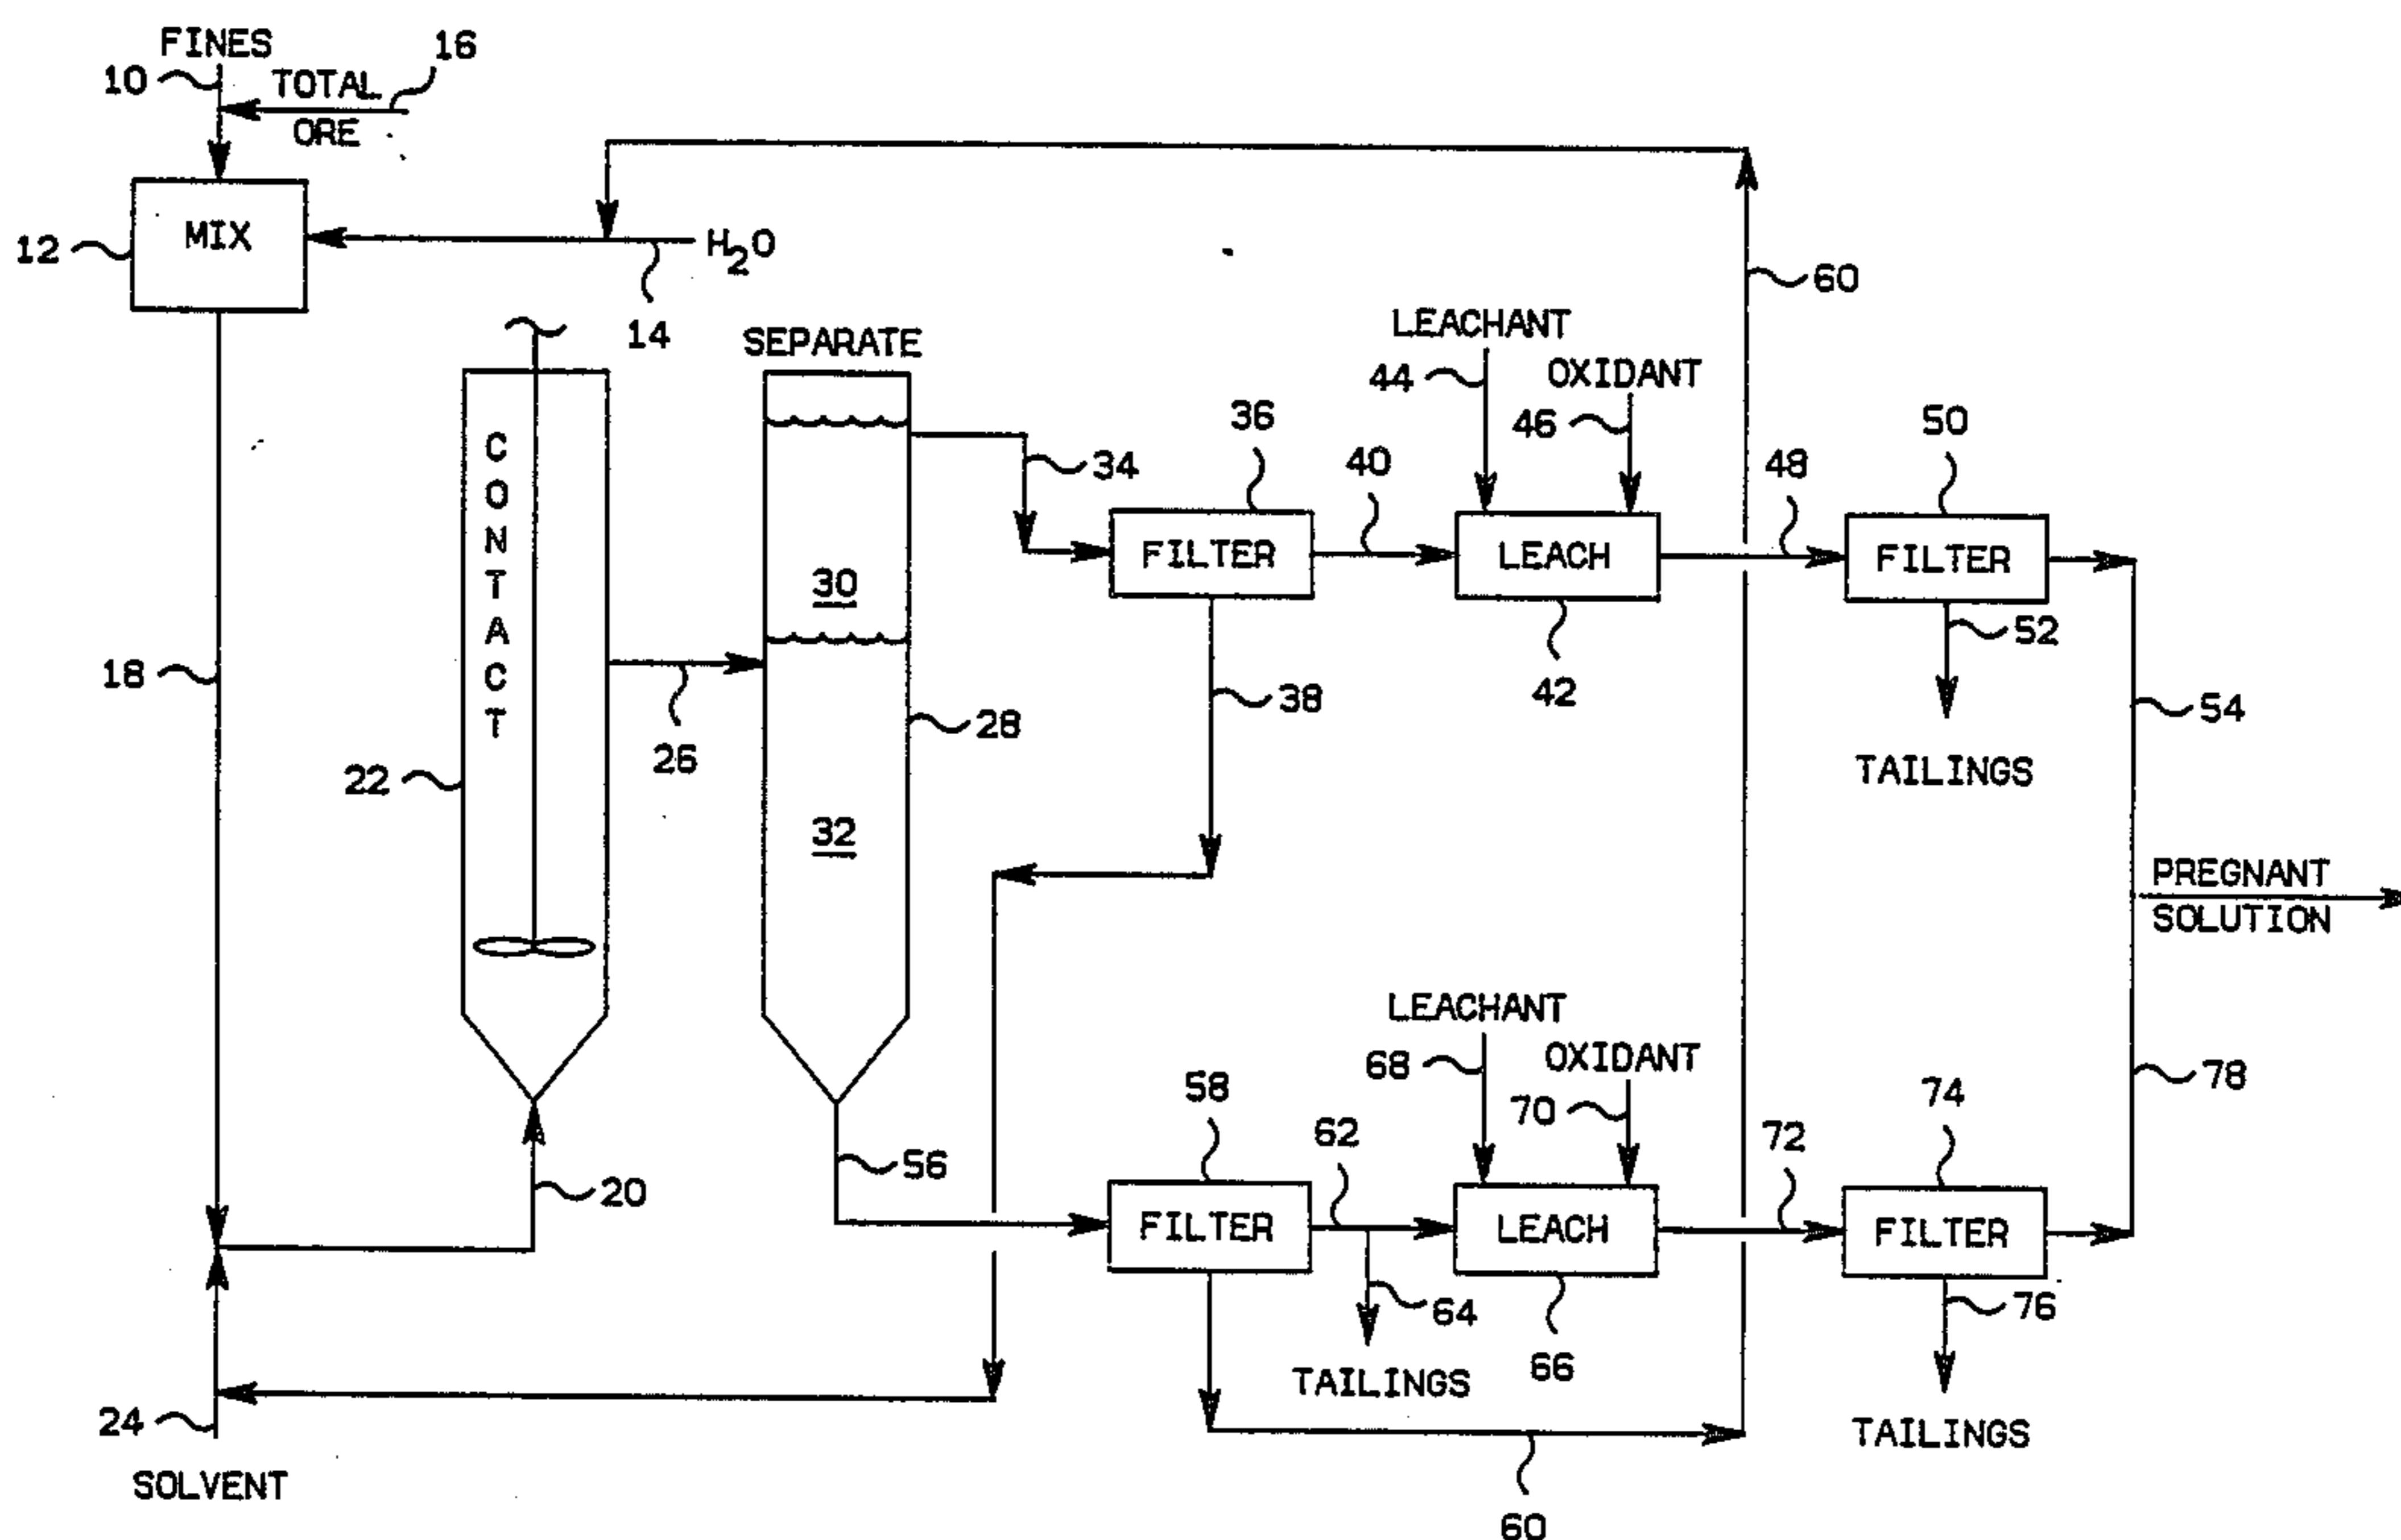 FINES
10
TOTAL
ORE
16
MIX
12
H2O
14
60
SEPARATE
CONTACT
LEACHANT
44
OXIDANT
46
36
34
40
48
50
FILTER
LEACH
FILTER
30
52
18
42
38
28
26
54
TAILINGS
22
32
PREGNANT
SOLUTION
LEACHANT
68
OXIDANT
70
58
78
74
62
72
56
20
FILTER
LEACH
FILTER
64
76
66
TAILINGS
24
TAILINGS
SOLVENT
60